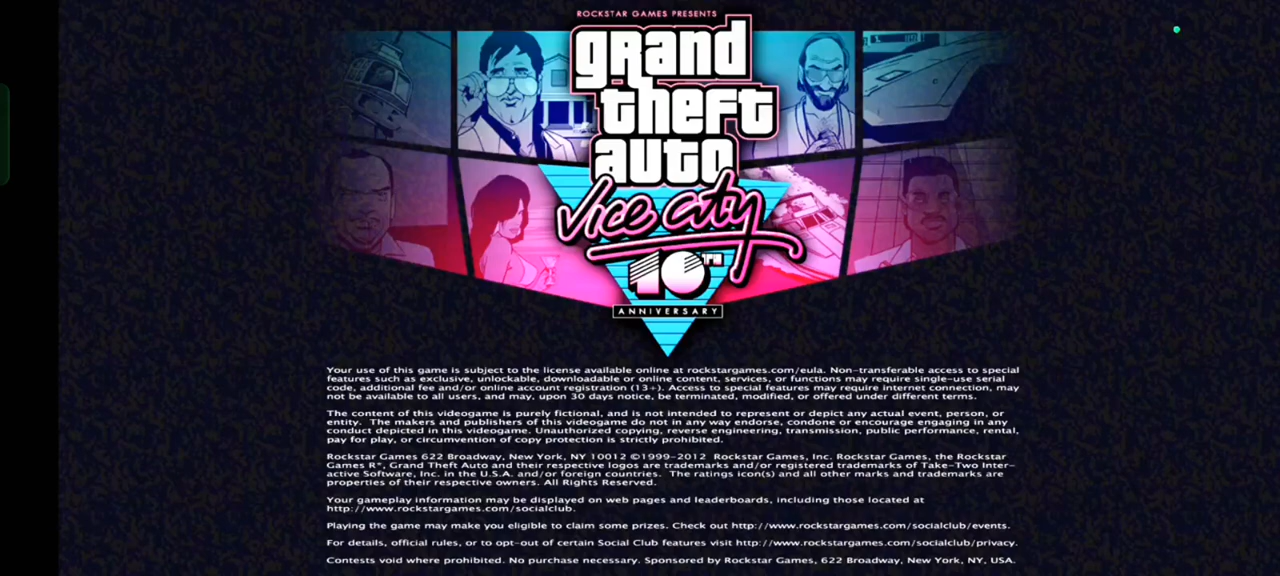 ROCKSTAR GAMES PRESENTS
grand
theft
auto
Vice City
10TH
ANNIVERSARY
Your use of this game is subject to the license available online at rockstargames.com/eula. Non-transferable access to special
features such as exclusive, unlockable, downloadable or online content, services, or functions may require single-use serial
code, additional fee and/or online account registration (13+). Access to special features may require internet connection, may
not be available to all users, and may, upon 30 days notice, be terminated, modified, or offered under different terms.
The content of this videogame is purely fictional, and is not intended to represent or depict any actual event, person, or
entity. The makers and publishers of this videogame do not in any way endorse, condone or encourage engaging in any
conduct depicted in this videogame. Unauthorized copying, reverse engineering, transmission, public performance, rental,
pay for play, or circumvention of copy protection is strictly prohibited.
Rockstar Games 622 Broadway, New York, NY 10012 ©1999-2012 Rockstar Games, Inc. Rockstar Games, the Rockstar
Games R*, Grand Theft Auto and their respective logos are trademarks and/or registered trademarks of Take-Two Inter-
active Software, Inc. in the U.S.A. and/or foreign countries. The ratings icon(s) and all other marks and trademarks are
properties of their respective owners. All Rights Reserved.
Your gameplay information may be displayed on web pages and leaderboards, including those located at
http://www.rockstargames.com/socialclub.
Playing the game may make you eligible to claim some prizes. Check out http://www.rockstargames.com/socialclub/events.
For details, official rules, or to opt-out of certain Social Club features visit http://www.rockstargames.com/socialclub/privacy.
Contests void where prohibited. No purchase necessary. Sponsored by Rockstar Games, 622 Broadway, New York, NY, USA.